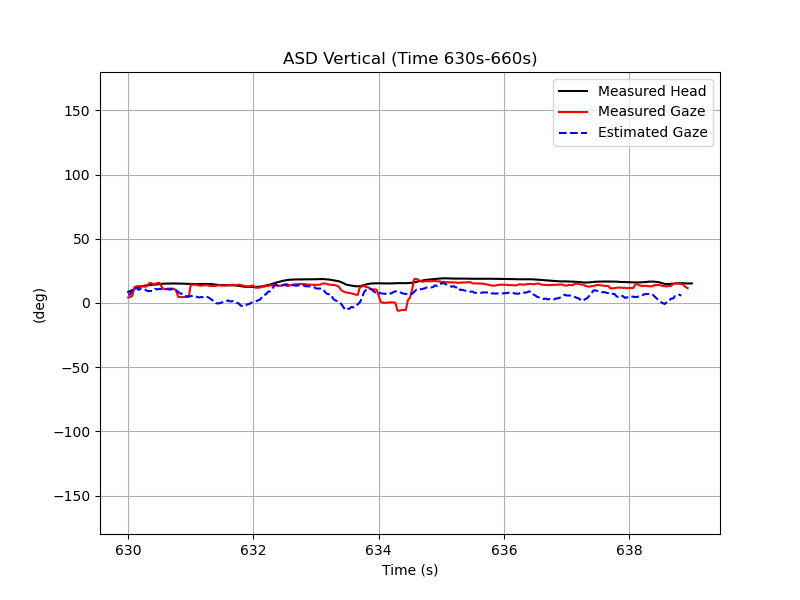 ASD Vertical (Time 630s-660s)
Measured Head
Measured Gaze
Estimated Gaze
150
100
50
0
−50
−100
−150
(deg)
630
632
634
636
638
Time (s)